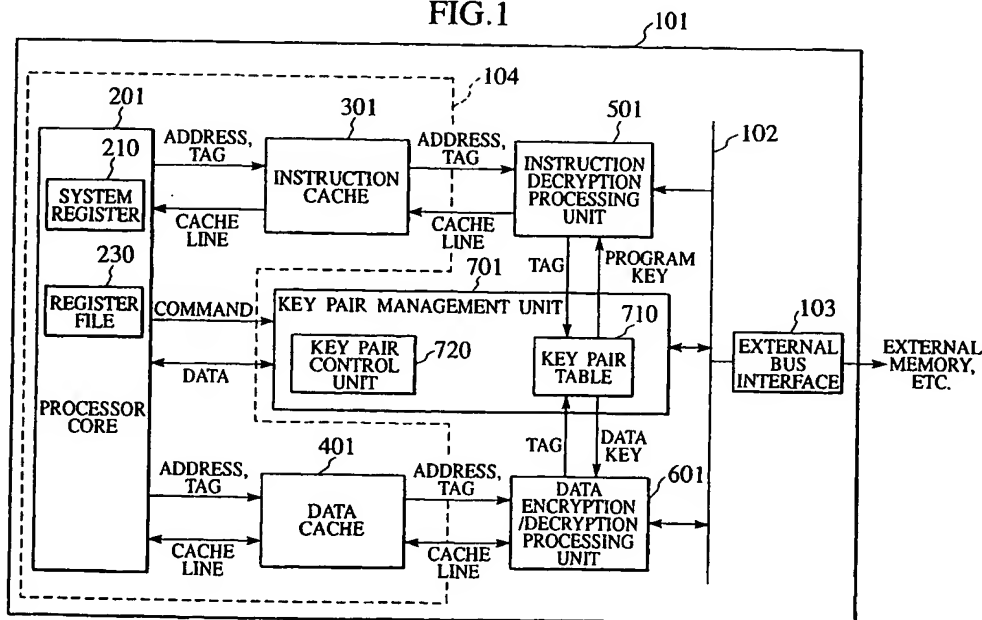 FIG.1
101
104
201
210
SYSTEM
REGISTER
230
REGISTER
FILE
PROCESSOR
CORE
ADDRESS,
TAG
CACHE
LINE
301
INSTRUCTION
CACHE
ADDRESS,
TAG
CACHE
LINE
501
INSTRUCTION
DECRYPTION
PROCESSING
UNIT
102
TAG
PROGRAM
KEY
COMMAND
DATA
701
KEY PAIR MANAGEMENT UNIT
KEY PAIR
CONTROL
UNIT
720
710
KEY PAIR
TABLE
103
EXTERNAL
BUS
INTERFACE
EXTERNAL
MEMORY,
ETC.
TAG
DATA
KEY
ADDRESS,
TAG
CACHE
LINE
401
DATA
CACHE
ADDRESS,
TAG
CACHE
LINE
601
DATA
ENCRYPTION
/DECRYPTION
PROCESSING
UNIT